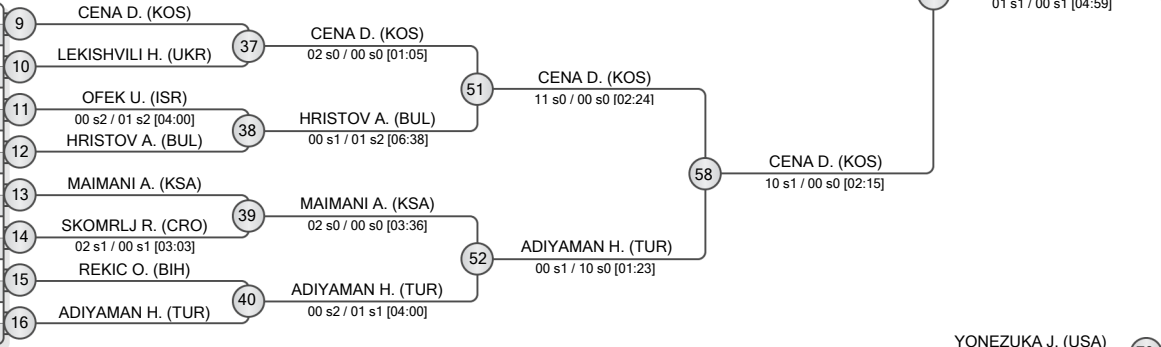 01 s1 / 00 s1 [04:59]
9
CENA D. (KOS)
37
CENA D. (KOS)
02 s0 / 00 s0 [01:05]
10
LEKISHVILI H. (UKR)
51
CENA D. (KOS)
11 s0 / 00 s0 [02:24]
11
OFEK U. (ISR)
00 s2 / 01 s2 [04:00]
38
HRISTOV A. (BUL)
00 s1 / 01 s2 [06:38]
12
HRISTOV A. (BUL)
58
CENA D. (KOS)
10 s1 / 00 s0 [02:15]
13
MAIMANI A. (KSA)
39
MAIMANI A. (KSA)
02 s0 / 00 s0 [03:36]
14
SKOMRLJ R. (CRO)
02 s1 / 00 s1 [03:03]
52
ADIYAMAN H. (TUR)
00 s1 / 10 s0 [01:23]
15
REKIC O. (BIH)
40
ADIYAMAN H. (TUR)
00 s2 / 01 s1 [04:00]
16
ADIYAMAN H. (TUR)
YONEZUKA J. (USA)